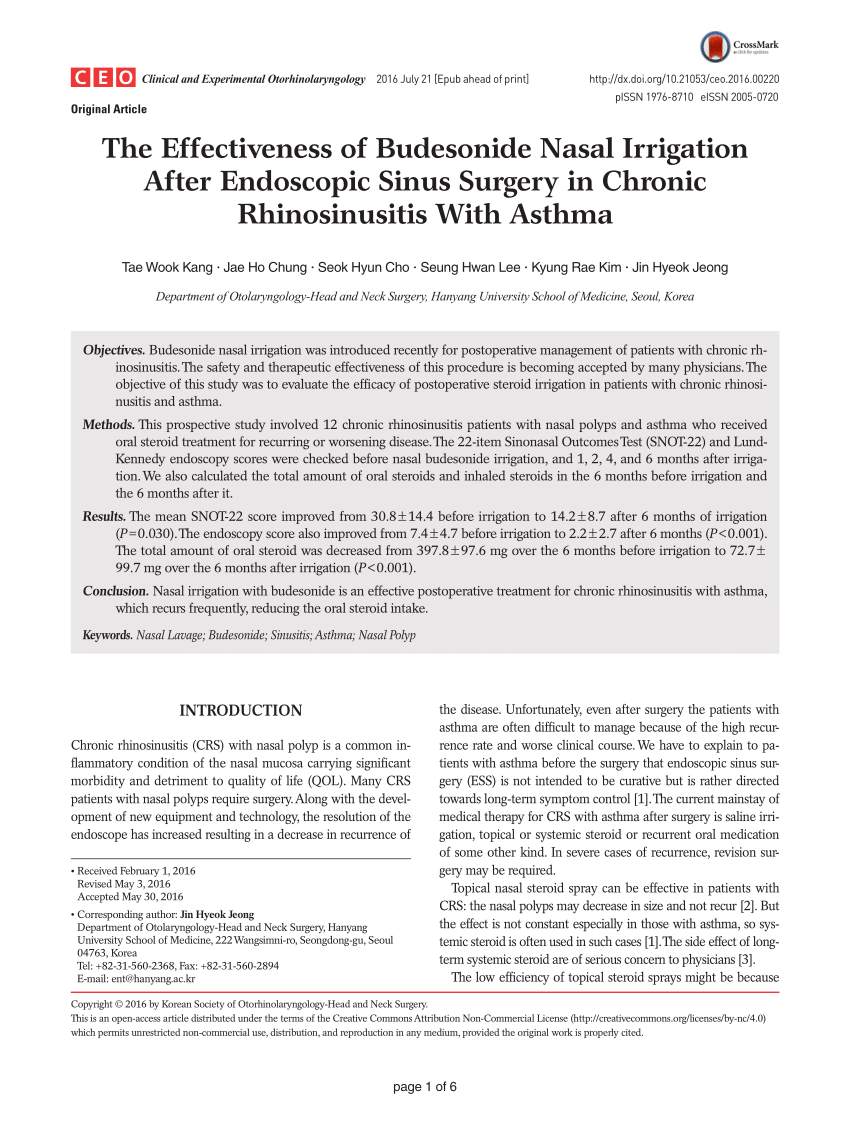 CrossMark
click for updates
CEO Clinical and Experimental Otorhinolaryngology 2016 July 21 [Epub ahead of print]
http://dx.doi.org/10.21053/ceo.2016.00220
pISSN 1976-8710 eISSN 2005-0720
Original Article
The Effectiveness of Budesonide Nasal Irrigation
After Endoscopic Sinus Surgery in Chronic
Rhinosinusitis With Asthma
Tae Wook Kang · Jae Ho Chung · Seok Hyun Cho · Seung Hwan Lee · Kyung Rae Kim · Jin Hyeok Jeong
Department of Otolaryngology-Head and Neck Surgery, Hanyang University School of Medicine, Seoul, Korea
Objectives. Budesonide nasal irrigation was introduced recently for postoperative management of patients with chronic rh-
inosinusitis. The safety and therapeutic effectiveness of this procedure is becoming accepted by many physicians. The
objective of this study was to evaluate the efficacy of postoperative steroid irrigation in patients with chronic rhinosi-
nusitis and asthma.
Methods. This prospective study involved 12 chronic rhinosinusitis patients with nasal polyps and asthma who received
oral steroid treatment for recurring or worsening disease. The 22-item Sinonasal Outcomes Test (SNOT-22) and Lund-
Kennedy endoscopy scores were checked before nasal budesonide irrigation, and 1, 2, 4, and 6 months after irriga-
tion. We also calculated the total amount of oral steroids and inhaled steroids in the 6 months before irrigation and
the 6 months after it.
Results. The mean SNOT-22 score improved from 30.8±14.4 before irrigation to 14.2±8.7 after 6 months of irrigation
(P=0.030). The endoscopy score also improved from 7.4±4.7 before irrigation to 2.2±2.7 after 6 months (P<0.001).
The total amount of oral steroid was decreased from 397.8±97.6 mg over the 6 months before irrigation to 72.7±
99.7 mg over the 6 months after irrigation (P<0.001).
Conclusion. Nasal irrigation with budesonide is an effective postoperative treatment for chronic rhinosinusitis with asthma,
which recurs frequently, reducing the oral steroid intake.
Keywords. Nasal Lavage; Budesonide; Sinusitis; Asthma; Nasal Polyp
INTRODUCTION
Chronic rhinosinusitis (CRS) with nasal polyp is a common in-
flammatory condition of the nasal mucosa carrying significant
morbidity and detriment to quality of life (QOL). Many CRS
patients with nasal polyps require surgery. Along with the devel-
opment of new equipment and technology, the resolution of the
endoscope has increased resulting in a decrease in recurrence of
• Received February 1, 2016
Revised May 3, 2016
Accepted May 30, 2016
• Corresponding author: Jin Hyeok Jeong
Department of Otolaryngology-Head and Neck Surgery, Hanyang
University School of Medicine, 222 Wangsimni-ro, Seongdong-gu, Seoul
04763, Korea
Tel: +82-31-560-2368, Fax: +82-31-560-2894
E-mail: ent@hanyang.ac.kr
the disease. Unfortunately, even after surgery the patients with
asthma are often difficult to manage because of the high recur-
rence rate and worse clinical course. We have to explain to pa-
tients with asthma before the surgery that endoscopic sinus sur-
gery (ESS) is not intended to be curative but is rather directed
towards long-term symptom control [1]. The current mainstay of
medical therapy for CRS with asthma after surgery is saline irri-
gation, topical or systemic steroid or recurrent oral medication
of some other kind. In severe cases of recurrence, revision sur-
gery may be required.
Topical nasal steroid spray can be effective in patients with
CRS: the nasal polyps may decrease in size and not recur [2]. But
the effect is not constant especially in those with asthma, so sys-
temic steroid is often used in such cases [1]. The side effect of long-
term systemic steroid are of serious concern to physicians [3].
The low efficiency of topical steroid sprays might be because
Copyright © 2016 by Korean Society of Otorhinolaryngology-Head and Neck Surgery.
This is an open-access article distributed under the terms of the Creative Commons Attribution Non-Commercial License (http://creativecommons.org/licenses/by-nc/4.0)
which permits unrestricted non-commercial use, distribution, and reproduction in any medium, provided the original work is properly cited.
page 1 of 6